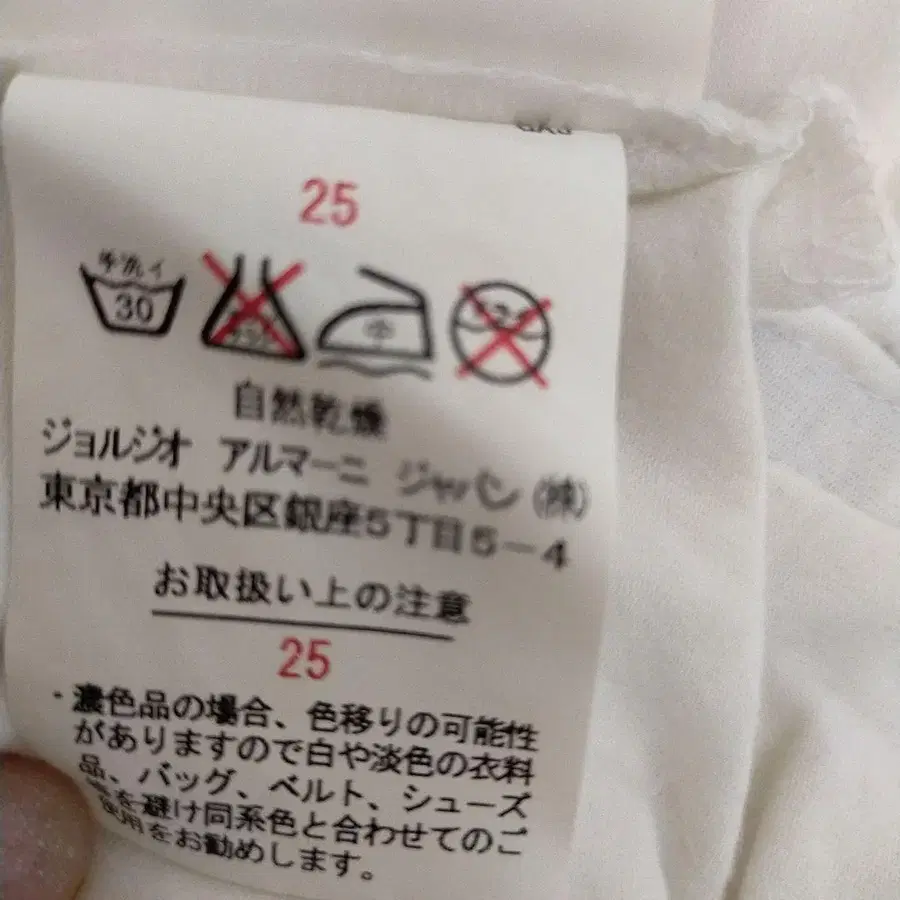 25
手洗イ
30
中
自然乾燥
ジョルジオ アルマーニ ジャパン(株)
東京都中央区銀座5丁目5-4
お取扱い上の注意
25
・濃色品の場合、色移りの可能性
がありますので白や淡色の衣料
品、バッグ、ベルト、シューズ
を避け同系色と合わせてのご
使用をお勧めします。